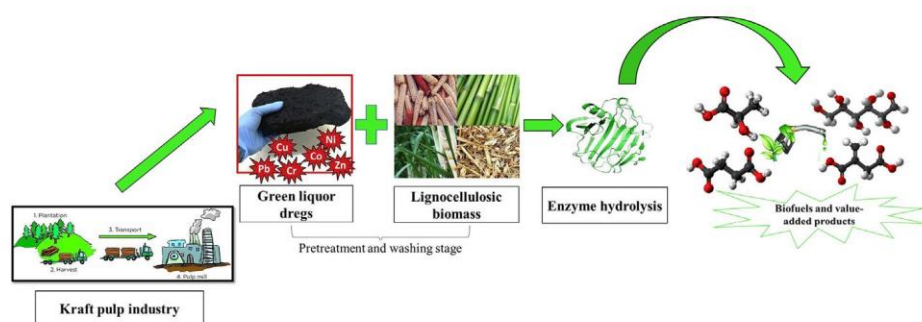 1. Plantation
3. Transport
2. Harvest
4. Pulp mill
Kraft pulp industry
Cu
Ni
Pb
Cr
Co
Zn
Green liquor
dregs
Lignocellulosic
biomass
Pretreatment and washing stage
Enzyme hydrolysis
Biofuels and value-
added products